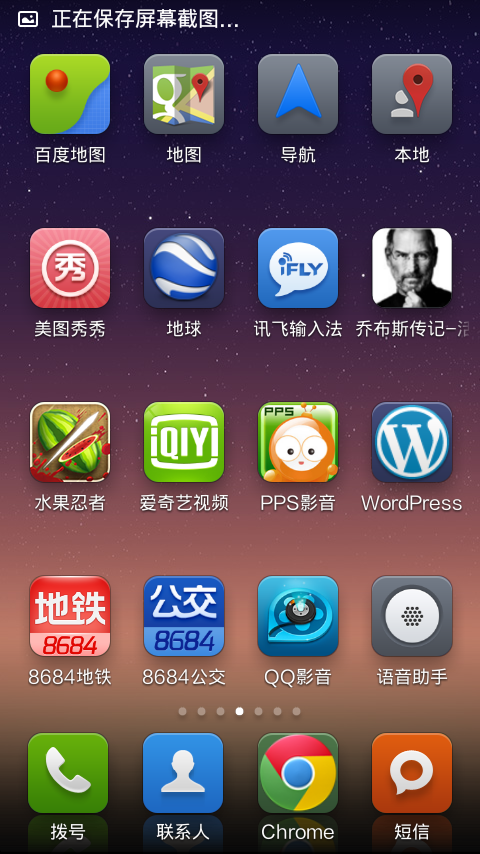 正在保存屏幕截图...
百度地图
地图
导航
本地
秀
iFLY
美图秀秀
地球
讯飞输入法
乔布斯传记-
iQIYI
PPS
水果忍者
爱奇艺视频
PPS影音
WordPress
地铁
8684
公交
8684
8684地铁
8684公交
QQ影音
语音助手
拨号
联系人
Chrome
短信